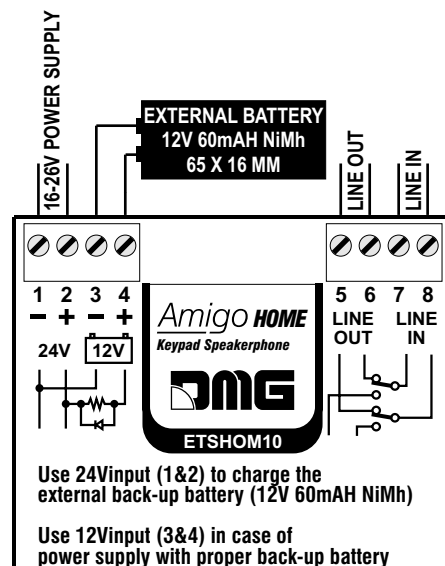 16-26V POWER SUPPLY
EXTERNAL BATTERY
12V 60mAH NiMh
65 X 16 MM
LINE OUT
LINE IN
1 2 3 4
5 6 7 8
− + − +
24V 12V
LINE OUT
LINE IN
Amigo HOME
Keypad Speakerphone
DMG
ETSHOM10
Use 24Vinput (1&2) to charge the
external back-up battery (12V 60mAH NiMh)
Use 12Vinput (3&4) in case of
power supply with proper back-up battery